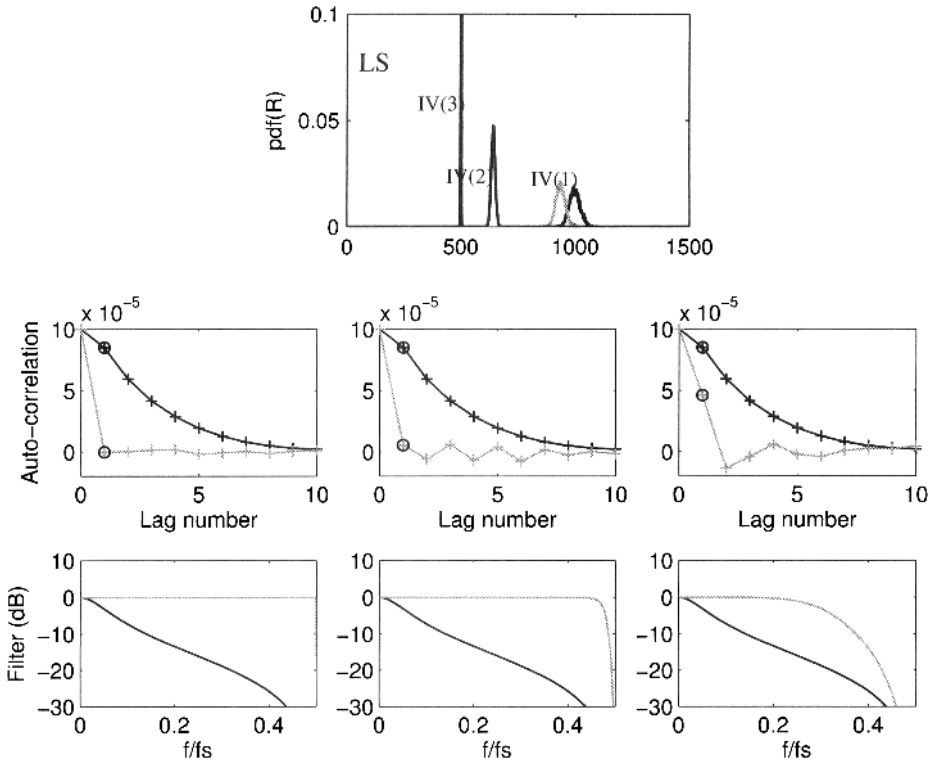 0.1
LS
IV(3)
0.05
pdf(R)
IV(2)
IV(1)
0
0 500 1000 1500
x 10^-5 x 10^-5 x 10^-5
10 10 10
5 5 5
0 0 0
Auto-correlation
0 5 10 0 5 10 0 5 10
Lag number Lag number Lag number
10 10 10
0 0 0
-10 -10 -10
-20 -20 -20
-30 -30 -30
Filter (dB)
0 0.2 0.4 0 0.2 0.4 0 0.2 0.4
f/fs f/fs f/fs